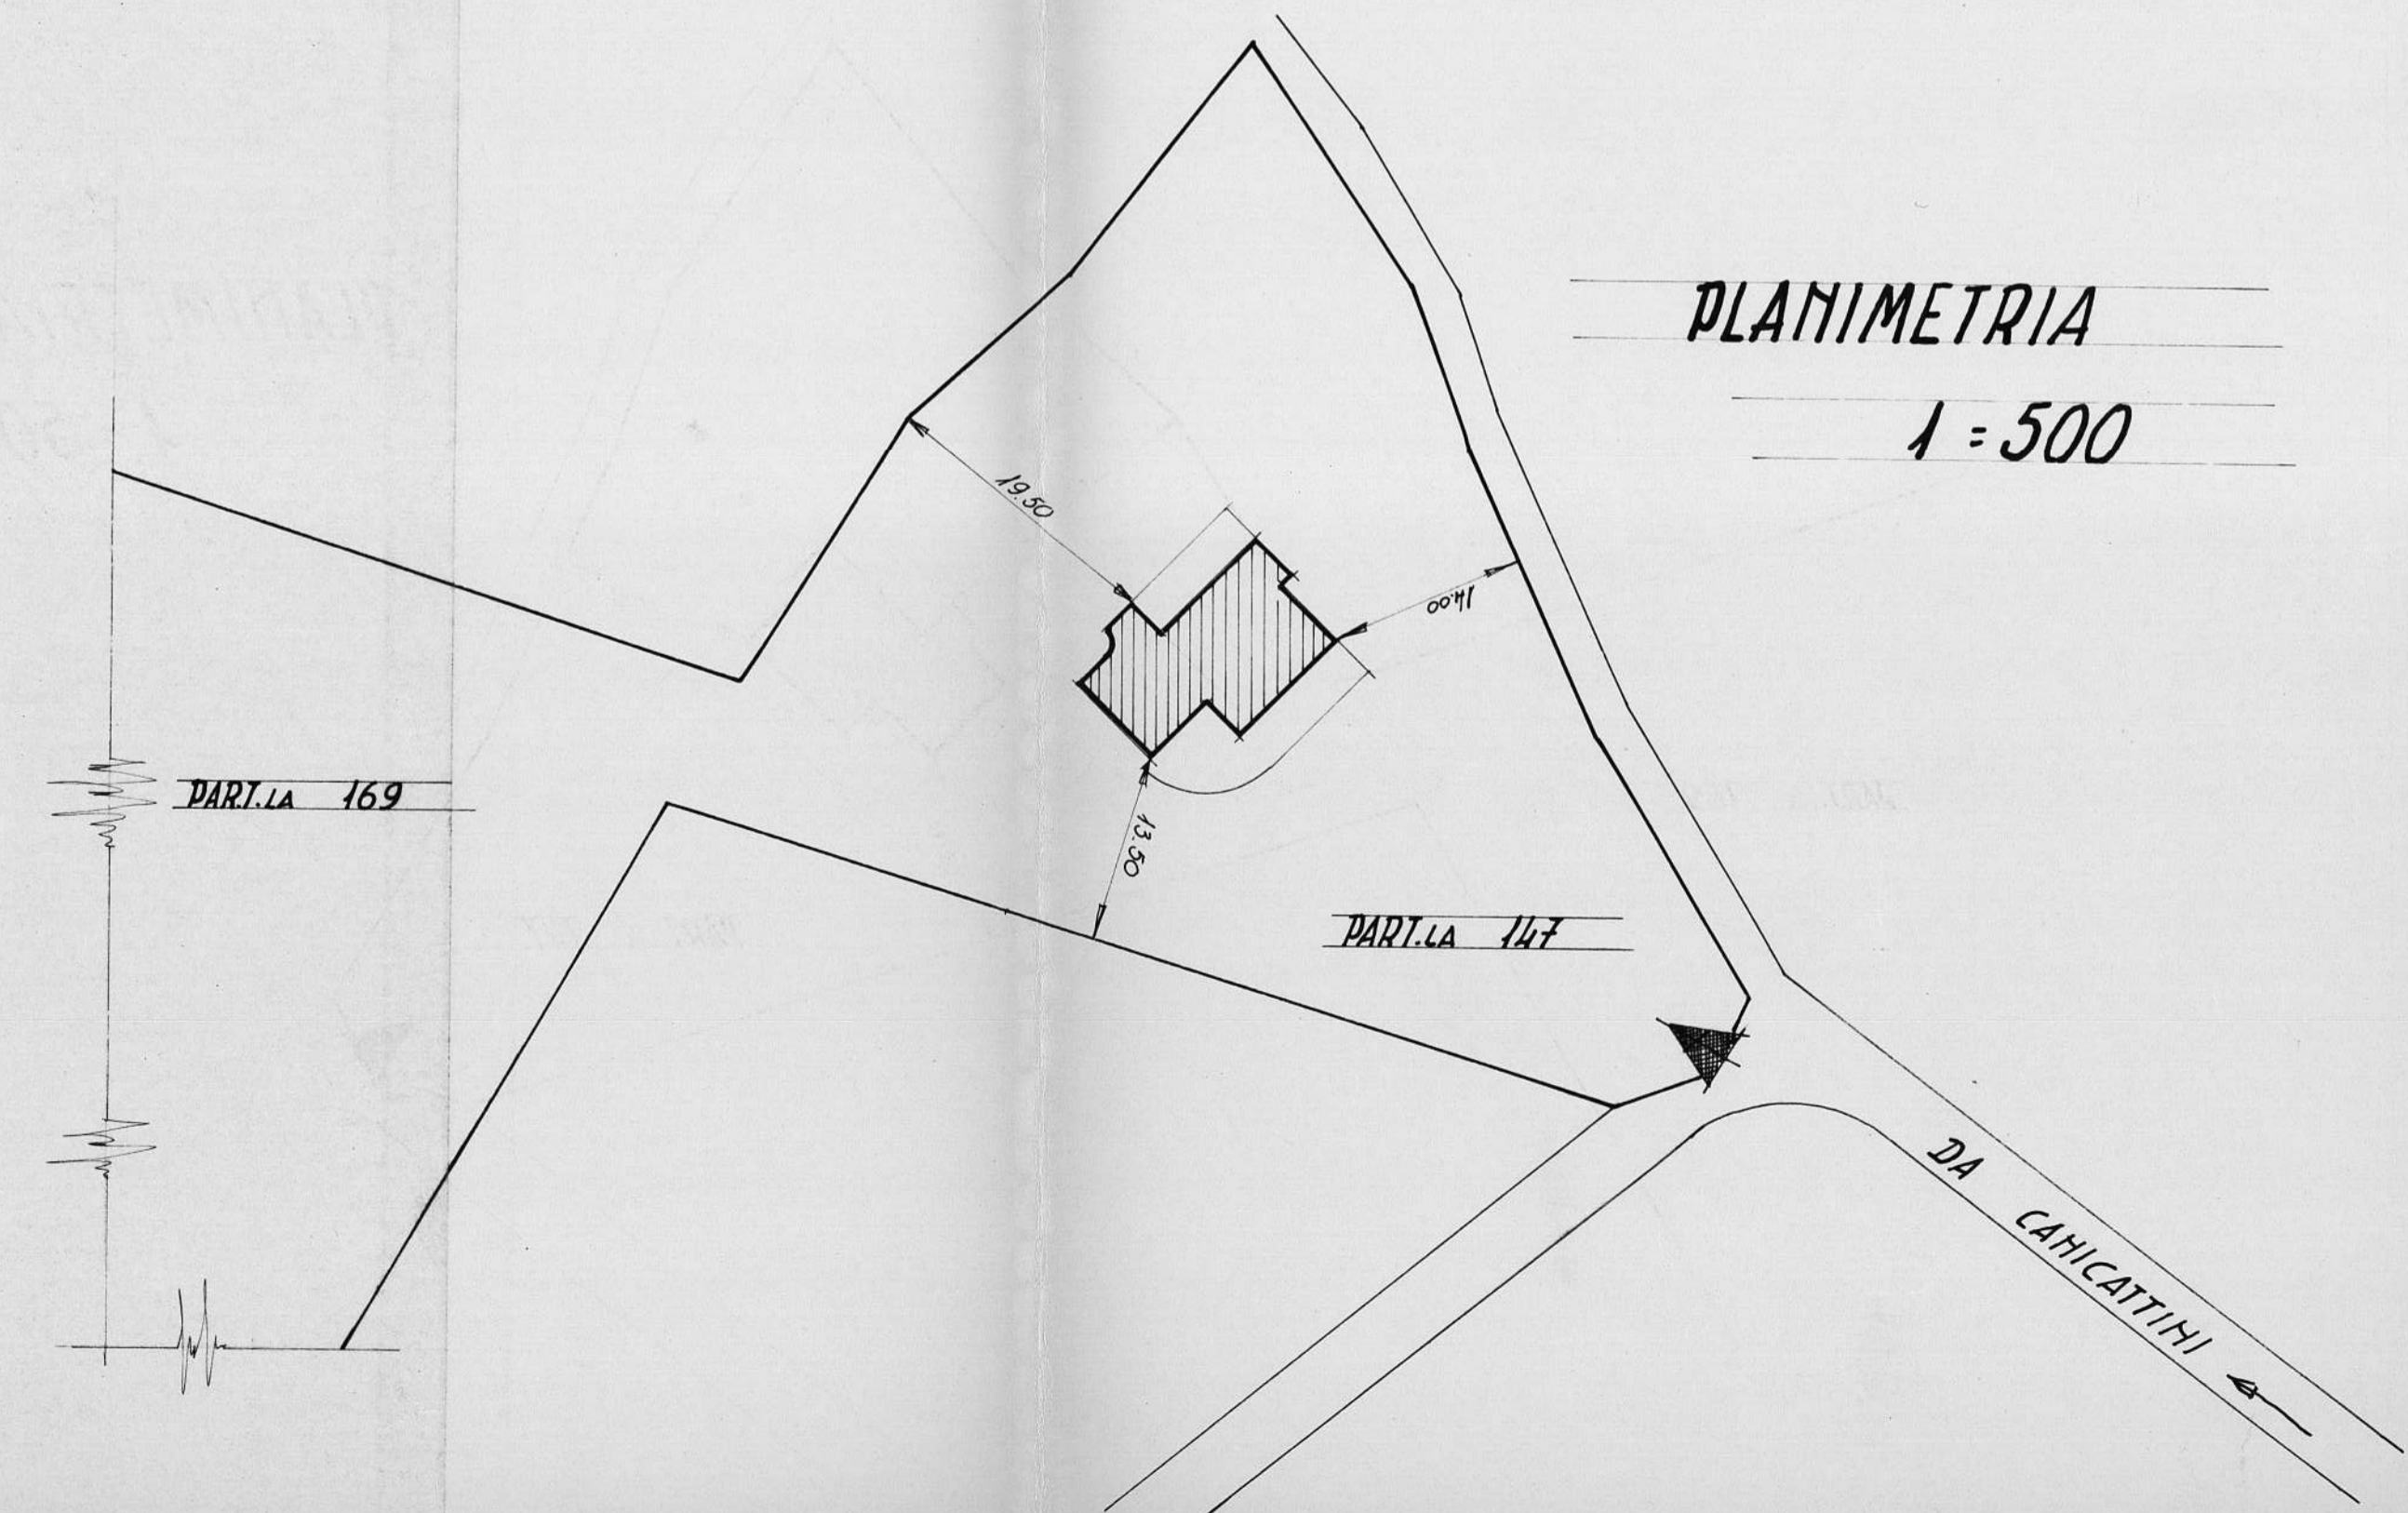 PLANIMETRIA
1 = 500
19.50
14.00
PART.LA 169
13.50
PART.LA 147
DA CANICATTINI